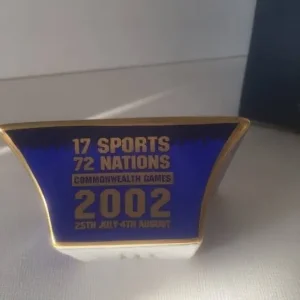 17 SPORTS
72 NATIONS
COMMONWEALTH GAMES
2002
25TH JULY-4TH AUGUST